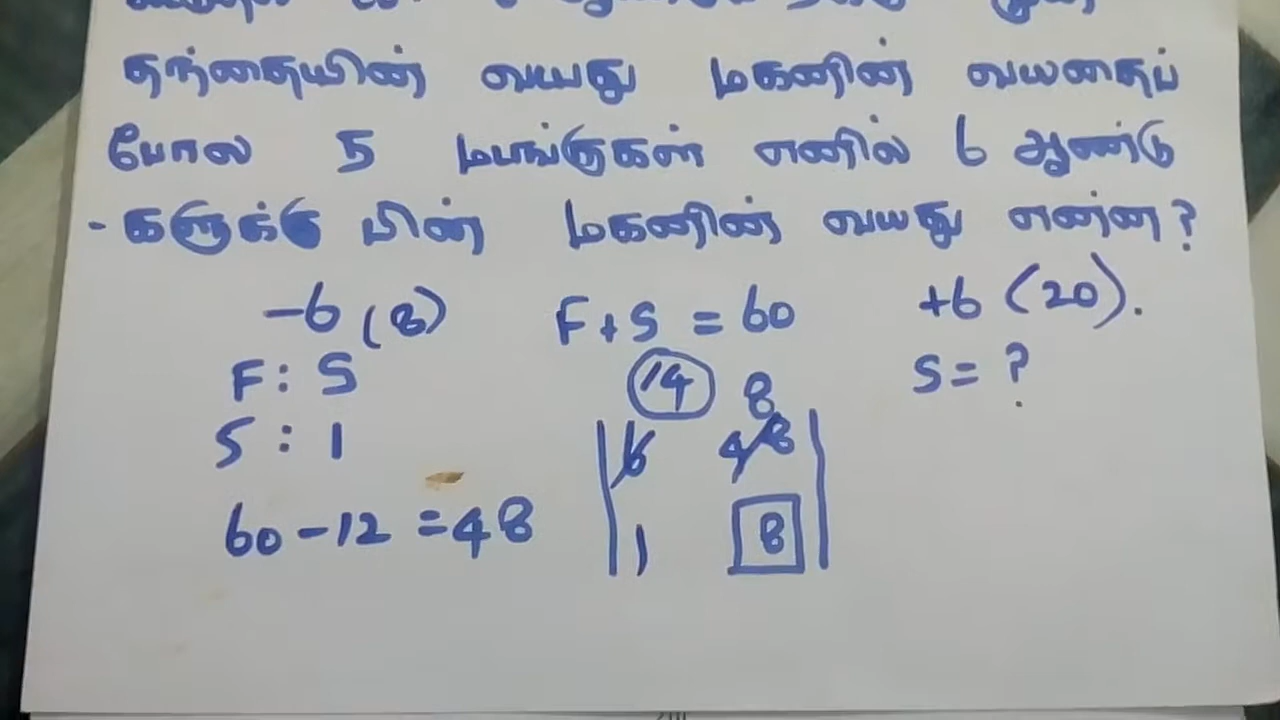 தந்தையின் வயது மகனின் வயதைப்
போல 5 மடங்குகள் எனில் 6 ஆண்டு
-களுக்கு பின் மகனின் வயது என்ன?
-6 (8) F+S = 60 +6 (20).
F : S 14 8 S = ?
5 : 1 6 48
60 - 12 = 48 1 8